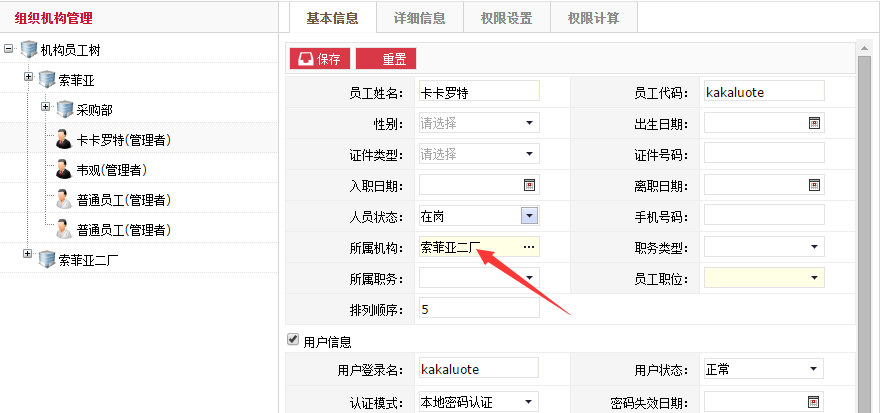 组织机构管理
机构员工树
索菲亚
采购部
卡卡罗特(管理者)
韦观(管理者)
普通员工(管理者)
普通员工(管理者)
索菲亚二厂
基本信息 详细信息 权限设置 权限计算
保存 重置
员工姓名： 卡卡罗特 员工代码： kakaluote
性别： 请选择 出生日期：
证件类型： 请选择 证件号码：
入职日期： 离职日期：
人员状态： 在岗 手机号码：
所属机构： 索菲亚二厂 ··· 职务类型：
所属职务： 员工职位：
排列顺序： 5
用户信息
用户登录名： kakaluote 用户状态： 正常
认证模式： 本地密码认证 密码失效日期：